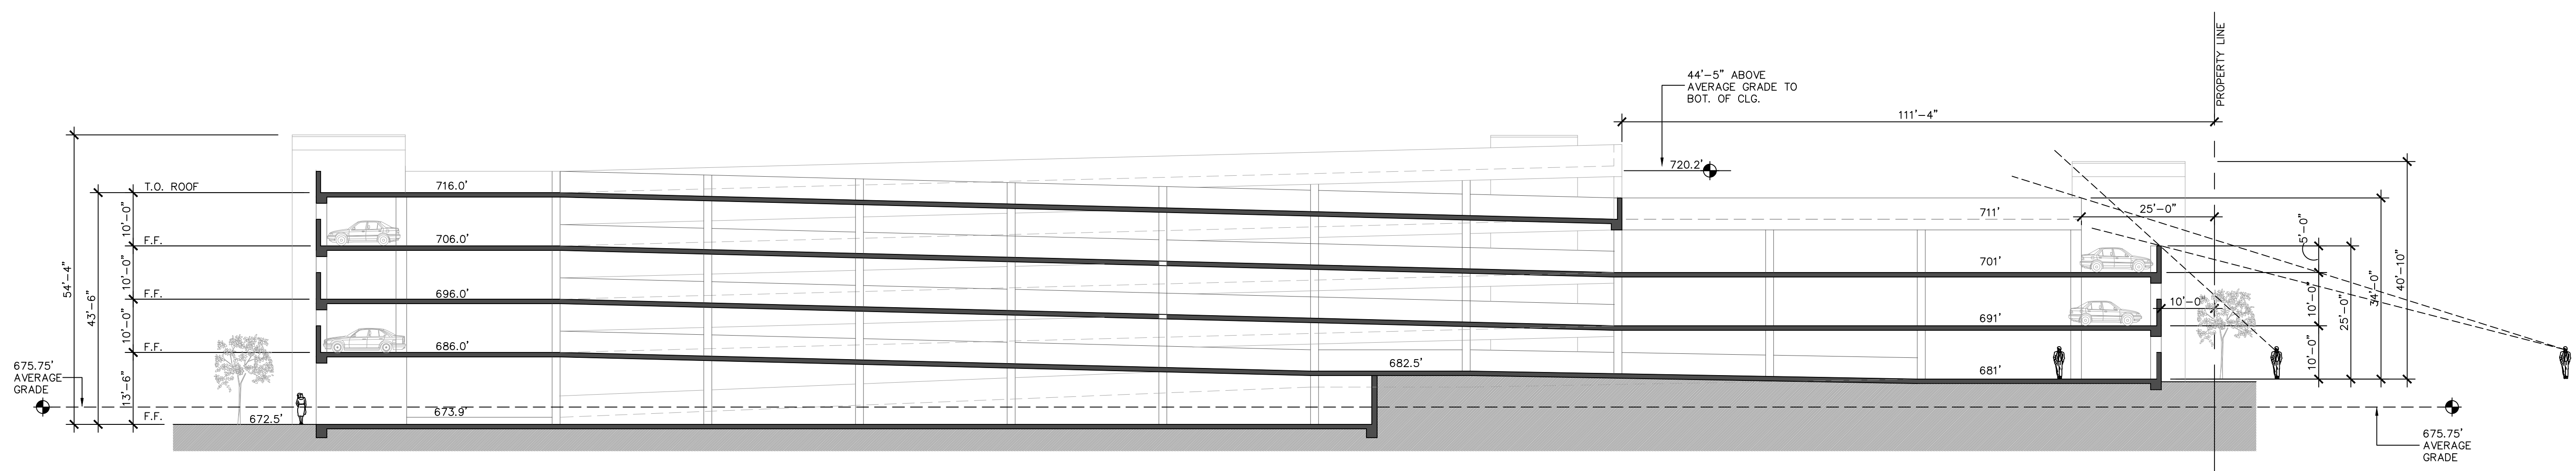 PROPERTY LINE
44'-5" ABOVE
AVERAGE GRADE TO
BOT. OF CLG.
111'-4"
720.2'
T.O. ROOF
716.0'
711'
25'-0"
5'-0"
10'-0"
54'-4"
43'-6"
F.F.
706.0'
701'
10'-0"
34'-0"
40'-10"
F.F.
696.0'
691'
10'-0"
10'-0"
25'-0"
10'-0"
F.F.
686.0'
682.5'
681'
10'-0"
675.75'
AVERAGE
GRADE
13'-6"
F.F.
672.5'
673.9'
675.75'
AVERAGE
GRADE